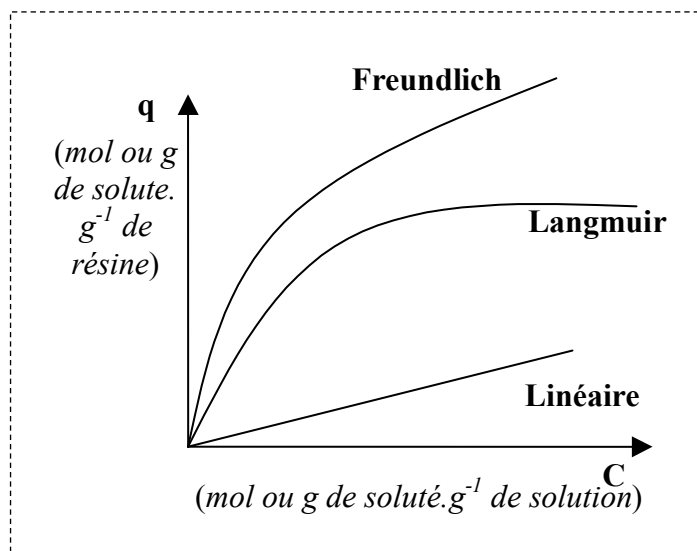 Freundlich
q
(mol ou g
de solute.
g⁻¹ de
résine)
Langmuir
Linéaire
C
(mol ou g de soluté.g⁻¹ de solution)